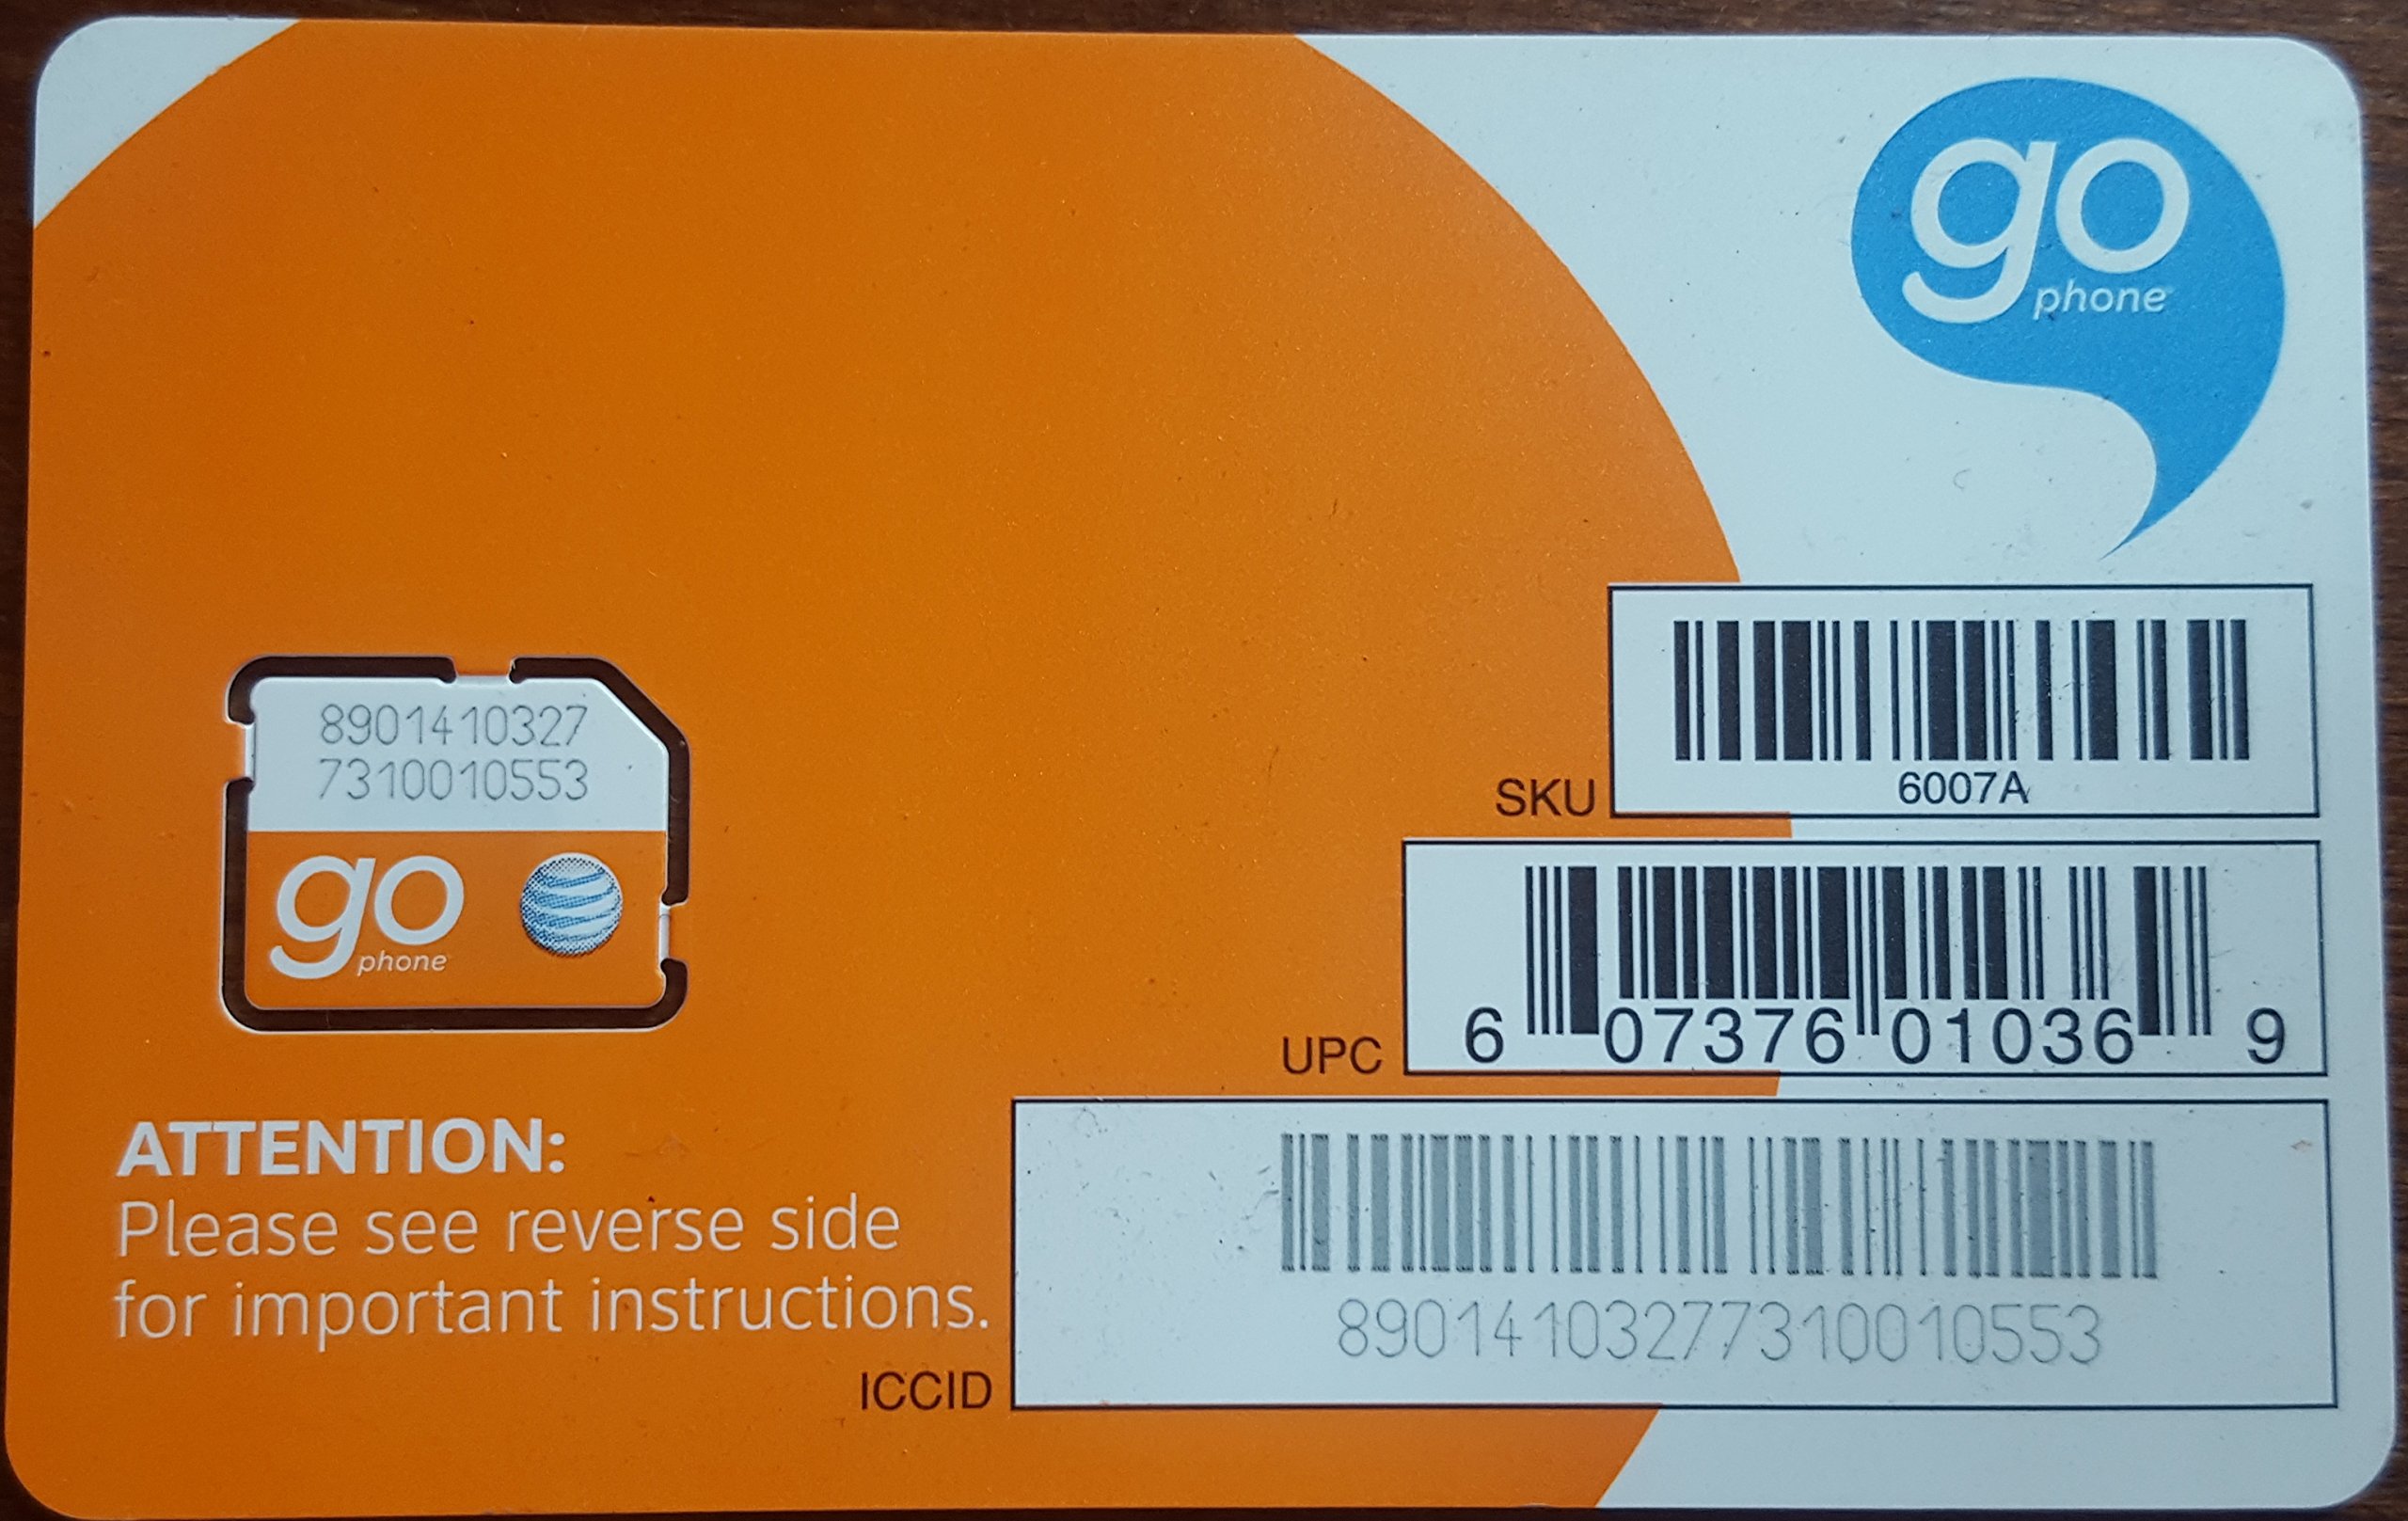 go
phone
8901410327
7310010553
go
phone
SKU
6007A
UPC
6 07376 01036 9
ATTENTION:
Please see reverse side
for important instructions.
ICCID
89014103277310010553